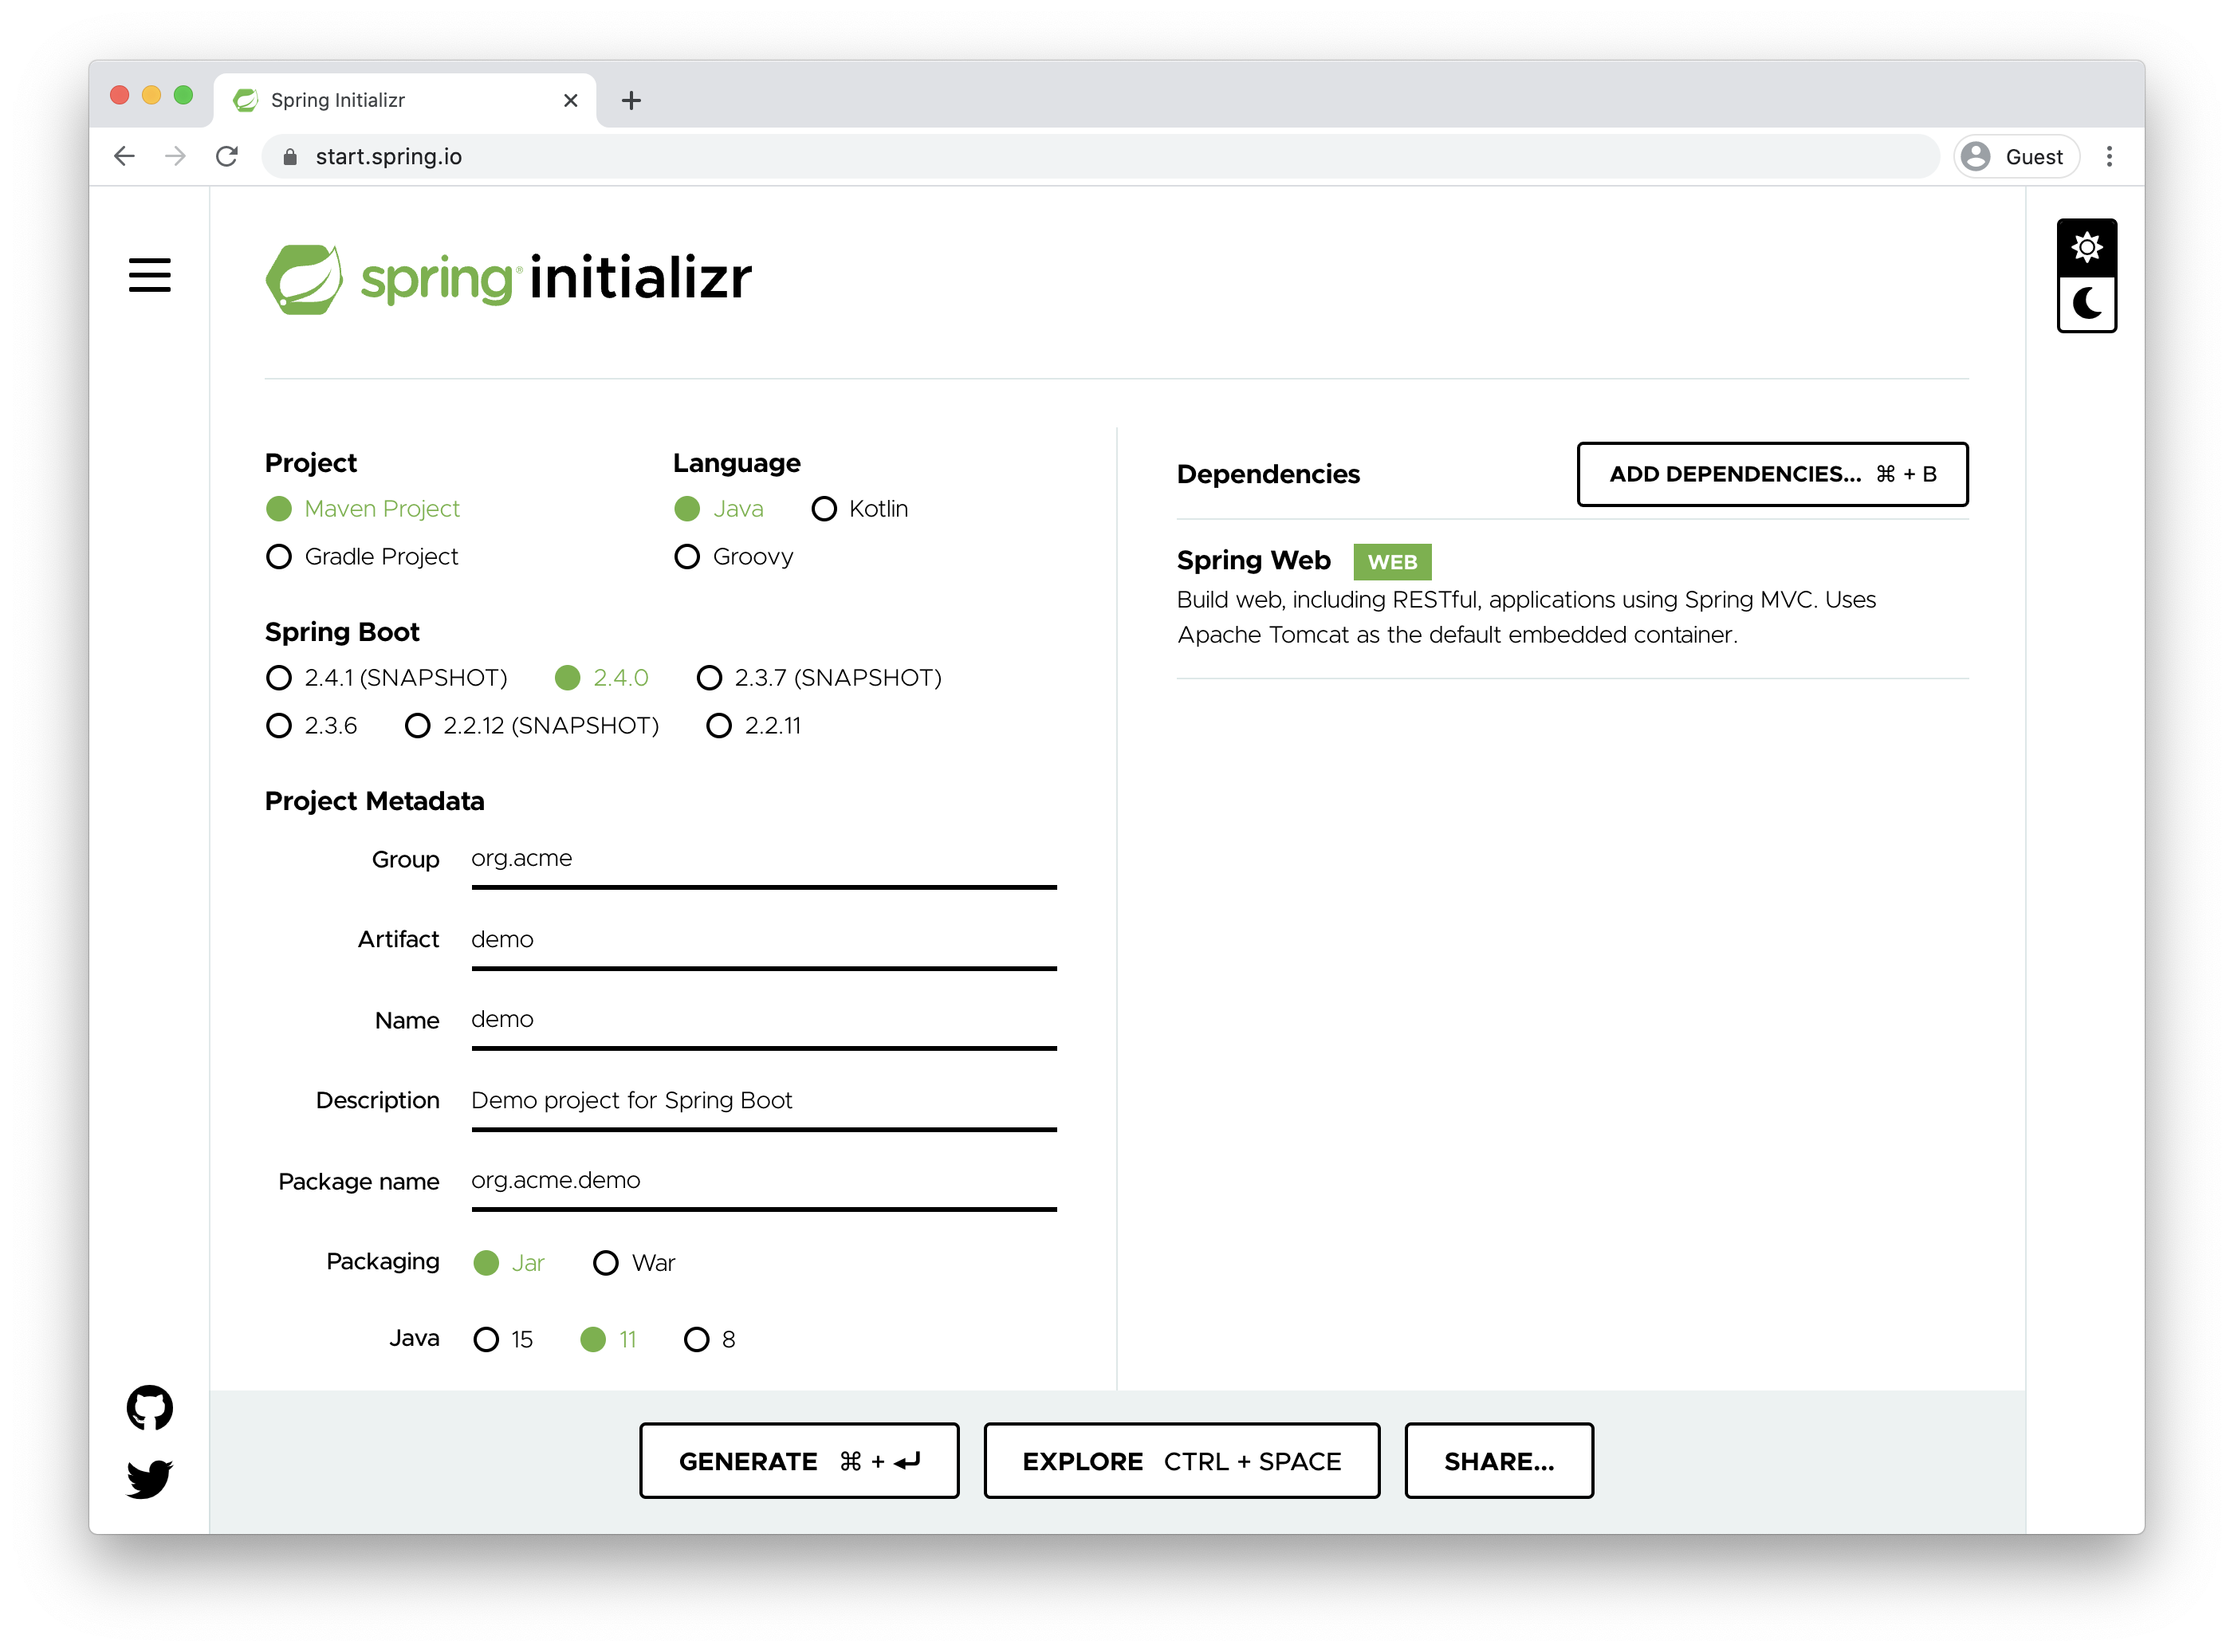 Spring Initializr
start.spring.io
Guest
spring® initializr
Project
Maven Project
Gradle Project
Language
Java Kotlin
Groovy
Spring Boot
2.4.1 (SNAPSHOT) 2.4.0 2.3.7 (SNAPSHOT)
2.3.6 2.2.12 (SNAPSHOT) 2.2.11
Project Metadata
Group org.acme
Artifact demo
Name demo
Description Demo project for Spring Boot
Package name org.acme.demo
Packaging Jar War
Java 15 11 8
Dependencies ADD DEPENDENCIES... ⌘ + B
Spring Web WEB
Build web, including RESTful, applications using Spring MVC. Uses
Apache Tomcat as the default embedded container.
GENERATE ⌘ + ↵ EXPLORE CTRL + SPACE SHARE...